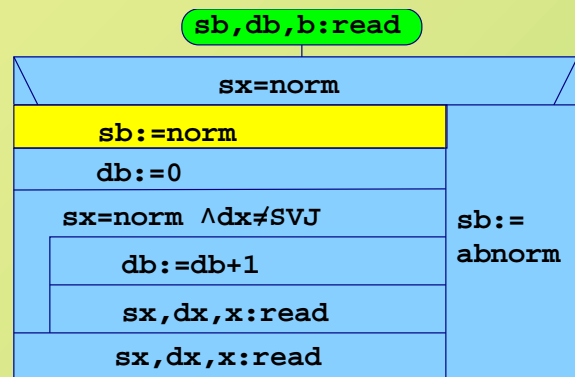 sb,db,b:read
sx=norm
sb:=norm
db:=0
sx=norm ∧dx≠SVJ
db:=db+1
sx,dx,x:read
sx,dx,x:read
sb:=
abnorm